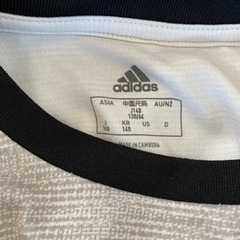 adidas
ASIA 中国尺码 AU/NZ
J140
130/64
J KR US D
140
MADE IN CAMBODIA